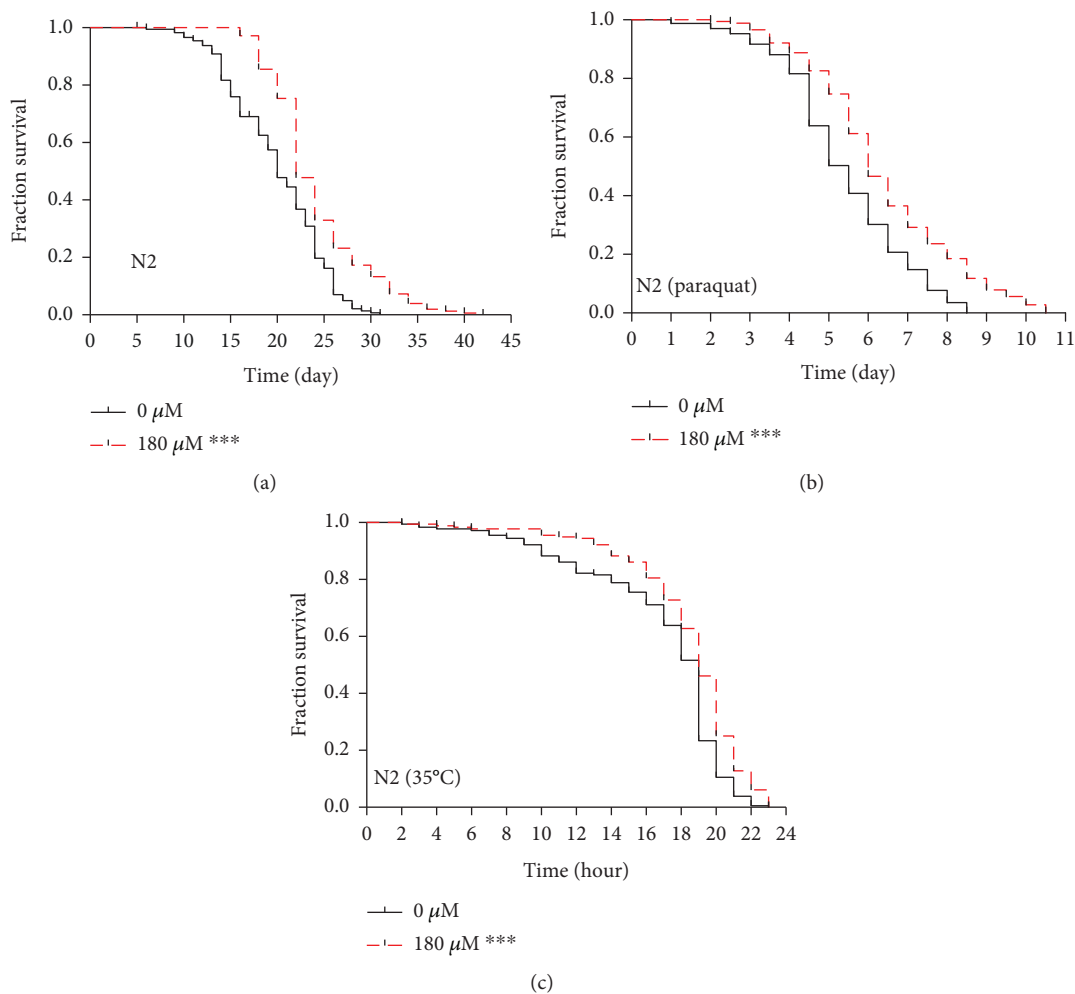 1.0
0.8
0.6
0.4
0.2
0.0
Fraction survival
N2
0 5 10 15 20 25 30 35 40 45
Time (day)
0 μM
180 μM ***
(a)
1.0
0.8
0.6
0.4
0.2
0.0
Fraction survival
N2 (paraquat)
0 1 2 3 4 5 6 7 8 9 10 11
Time (day)
0 μM
180 μM ***
(b)
1.0
0.8
0.6
0.4
0.2
0.0
Fraction survival
N2 (35°C)
0 2 4 6 8 10 12 14 16 18 20 22 24
Time (hour)
0 μM
180 μM ***
(c)